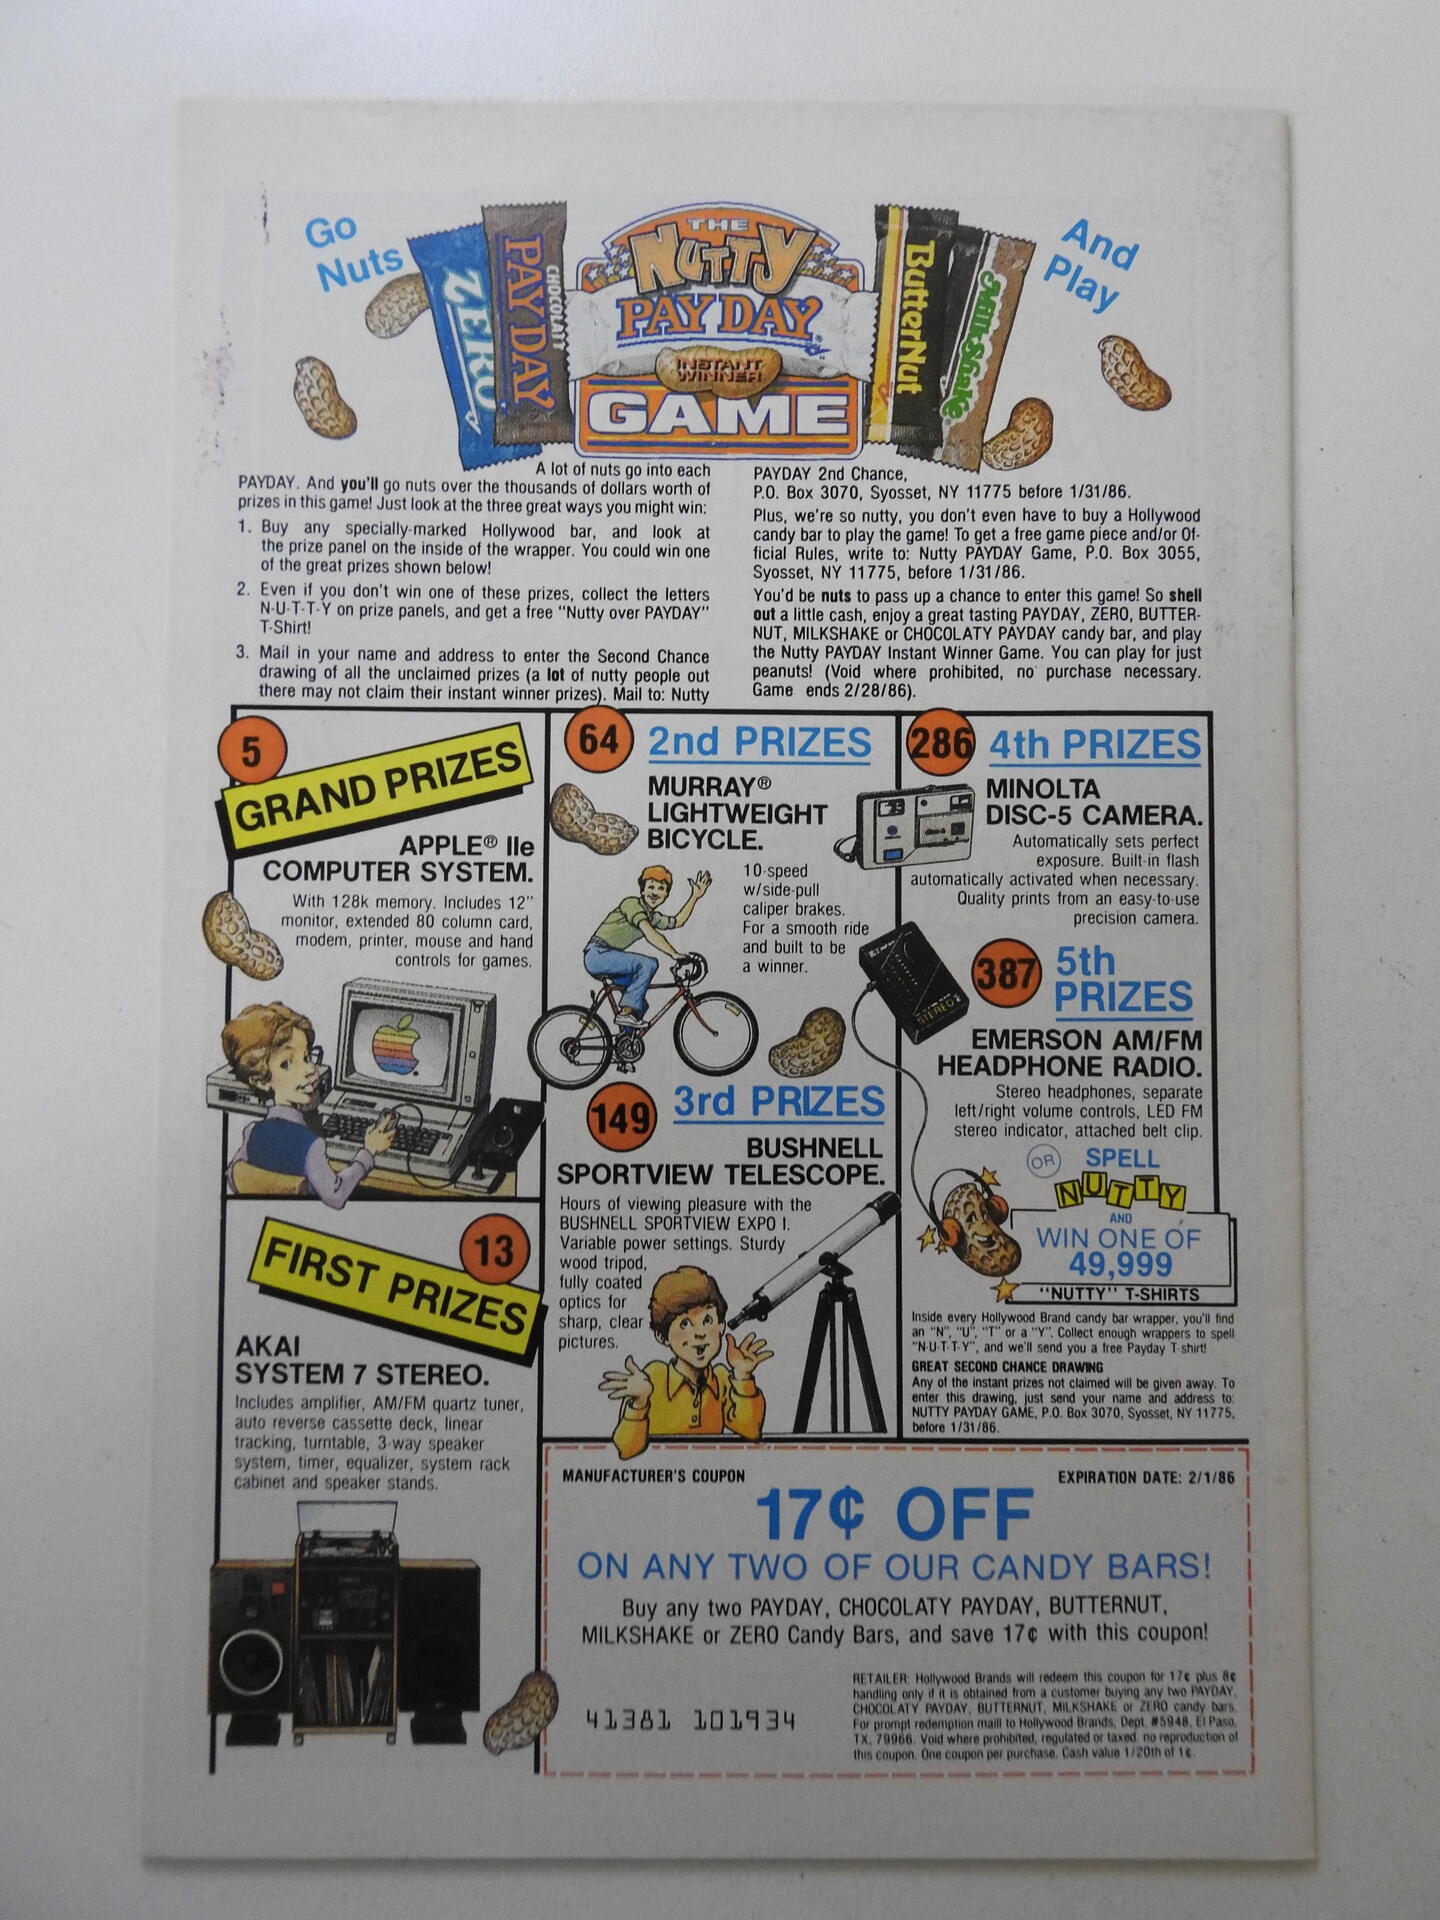 Go
Nuts
And
Play
ZERO
PAY DAY
CHOCOLATY
THE
NUTTY
PAY DAY
INSTANT
WINNER
GAME
ButterNut
Milk Shake
A lot of nuts go into each
PAYDAY. And you'll go nuts over the thousands of dollars worth of
prizes in this game! Just look at the three great ways you might win:
1. Buy any specially-marked Hollywood bar, and look at
the prize panel on the inside of the wrapper. You could win one
of the great prizes shown below!
2. Even if you don't win one of these prizes, collect the letters
N-U-T-T-Y on prize panels, and get a free "Nutty over PAYDAY"
T-Shirt!
3. Mail in your name and address to enter the Second Chance
drawing of all the unclaimed prizes (a lot of nutty people out
there may not claim their instant winner prizes). Mail to: Nutty
PAYDAY 2nd Chance,
P.O. Box 3070, Syosset, NY 11775 before 1/31/86.
Plus, we're so nutty, you don't even have to buy a Hollywood
candy bar to play the game! To get a free game piece and/or Of-
ficial Rules, write to: Nutty PAYDAY Game, P.O. Box 3055,
Syosset, NY 11775, before 1/31/86.
You'd be nuts to pass up a chance to enter this game! So shell
out a little cash, enjoy a great tasting PAYDAY, ZERO, BUTTER-
NUT, MILKSHAKE or CHOCOLATY PAYDAY candy bar, and play
the Nutty PAYDAY Instant Winner Game. You can play for just
peanuts! (Void where prohibited, no purchase necessary.
Game ends 2/28/86).
5
GRAND PRIZES
APPLE® IIe
COMPUTER SYSTEM.
With 128k memory. Includes 12"
monitor, extended 80 column card,
modem, printer, mouse and hand
controls for games.
13
FIRST PRIZES
AKAI
SYSTEM 7 STEREO.
Includes amplifier, AM/FM quartz tuner,
auto reverse cassette deck, linear
tracking, turntable, 3-way speaker
system, timer, equalizer, system rack
cabinet and speaker stands.
64
2nd PRIZES
MURRAY®
LIGHTWEIGHT
BICYCLE.
10-speed
w/side-pull
caliper brakes.
For a smooth ride
and built to be
a winner.
149
3rd PRIZES
BUSHNELL
SPORTVIEW TELESCOPE.
Hours of viewing pleasure with the
BUSHNELL SPORTVIEW EXPO I.
Variable power settings. Sturdy
wood tripod,
fully coated
optics for
sharp, clear
pictures.
286
4th PRIZES
MINOLTA
DISC-5 CAMERA.
Automatically sets perfect
exposure. Built-in flash
automatically activated when necessary.
Quality prints from an easy-to-use
precision camera.
387
5th
PRIZES
STEREO
EMERSON AM/FM
HEADPHONE RADIO.
Stereo headphones, separate
left/right volume controls, LED FM
stereo indicator, attached belt clip.
OR SPELL
NUTTY
AND
WIN ONE OF
49,999
"NUTTY" T-SHIRTS
Inside every Hollywood Brand candy bar wrapper, you'll find
an "N", "U", "T" or a "Y". Collect enough wrappers to spell
"N-U-T-T-Y", and we'll send you a free Payday T-shirt!
GREAT SECOND CHANCE DRAWING
Any of the instant prizes not claimed will be given away. To
enter this drawing, just send your name and address to:
NUTTY PAYDAY GAME, P.O. Box 3070, Syosset, NY 11775,
before 1/31/86.
MANUFACTURER'S COUPON
EXPIRATION DATE: 2/1/86
17¢ OFF
ON ANY TWO OF OUR CANDY BARS!
Buy any two PAYDAY, CHOCOLATY PAYDAY, BUTTERNUT,
MILKSHAKE or ZERO Candy Bars, and save 17¢ with this coupon!
41381 101934
RETAILER: Hollywood Brands will redeem this coupon for 17¢ plus 8¢
handling only if it is obtained from a customer buying any two PAYDAY,
CHOCOLATY PAYDAY, BUTTERNUT, MILKSHAKE or ZERO candy bars.
For prompt redemption maill to Hollywood Brands, Dept. #5948, El Paso,
TX, 79966. Void where prohibited, regulated or taxed. no reproduction of
this coupon. One coupon per purchase. Cash value 1/20th of 1¢.